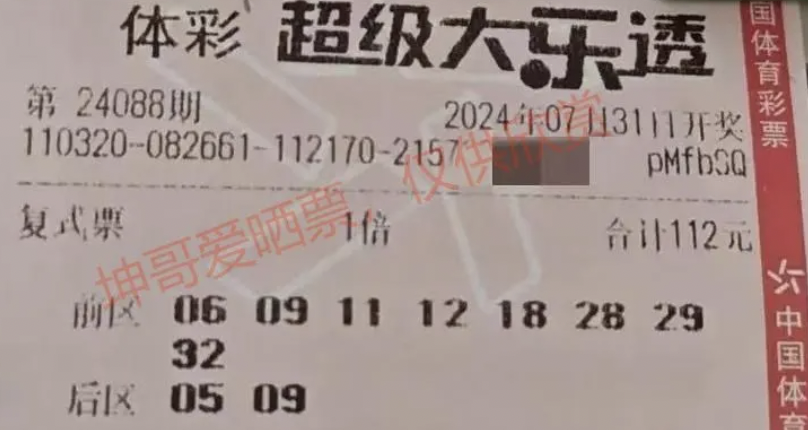 体彩 超级大乐透
第 24088期 2024年07月31日开奖
110320-082661-112170-2157 pMfbSQ
复式票 1倍 合计112元
前区 06 09 11 12 18 28 29
32
后区 05 09
坤哥爱晒票，仅供欣赏
国体育彩票
中国体育